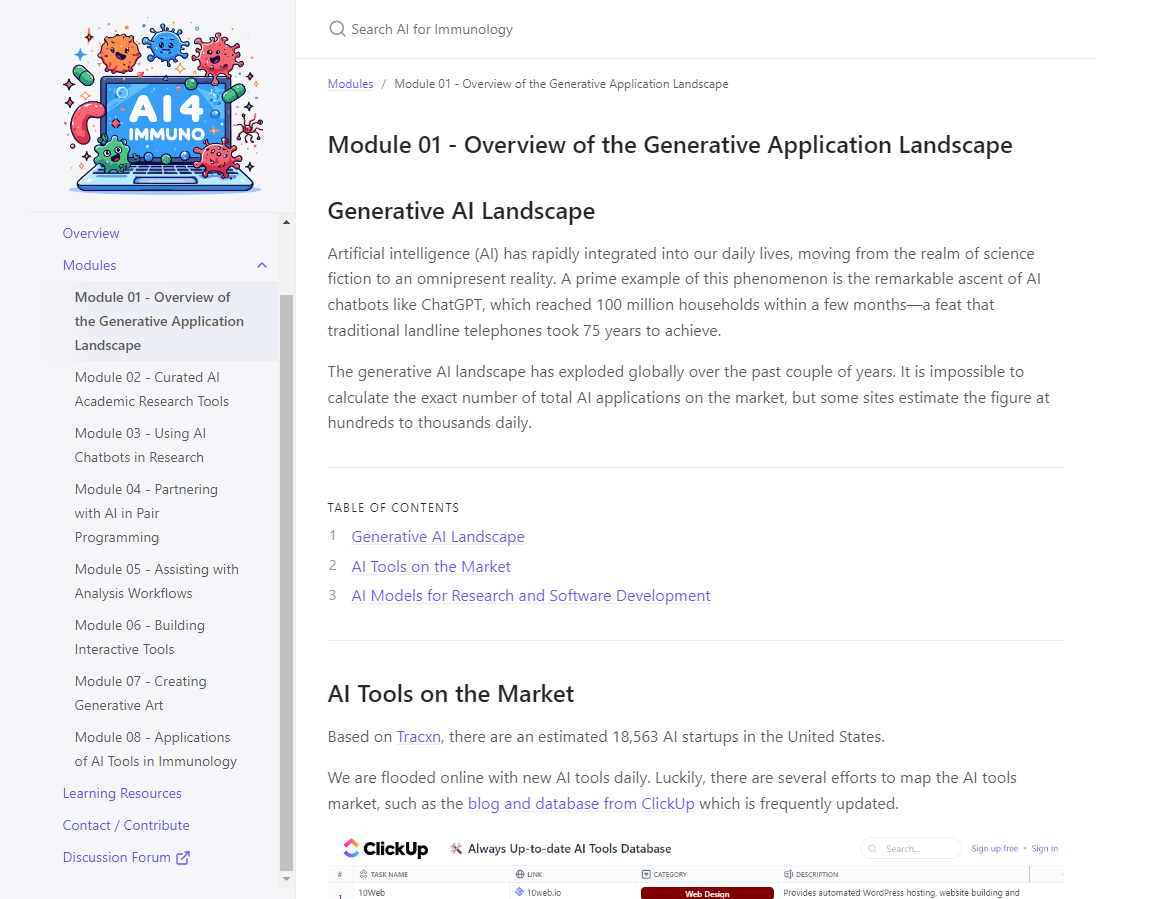 AI4
IMMUNO
Overview
Modules
Module 01 - Overview of
the Generative Application
Landscape
Module 02 - Curated AI
Academic Research Tools
Module 03 - Using AI
Chatbots in Research
Module 04 - Partnering
with AI in Pair
Programming
Module 05 - Assisting with
Analysis Workflows
Module 06 - Building
Interactive Tools
Module 07 - Creating
Generative Art
Module 08 - Applications
of AI Tools in Immunology
Learning Resources
Contact / Contribute
Discussion Forum
Search AI for Immunology
Modules / Module 01 - Overview of the Generative Application Landscape
Module 01 - Overview of the Generative Application Landscape
Generative AI Landscape
Artificial intelligence (AI) has rapidly integrated into our daily lives, moving from the realm of science
fiction to an omnipresent reality. A prime example of this phenomenon is the remarkable ascent of AI
chatbots like ChatGPT, which reached 100 million households within a few months—a feat that
traditional landline telephones took 75 years to achieve.
The generative AI landscape has exploded globally over the past couple of years. It is impossible to
calculate the exact number of total AI applications on the market, but some sites estimate the figure at
hundreds to thousands daily.
TABLE OF CONTENTS
1 Generative AI Landscape
2 AI Tools on the Market
3 AI Models for Research and Software Development
AI Tools on the Market
Based on Tracxn, there are an estimated 18,563 AI startups in the United States.
We are flooded online with new AI tools daily. Luckily, there are several efforts to map the AI tools
market, such as the blog and database from ClickUp which is frequently updated.
ClickUp 🛠 Always Up-to-date AI Tools Database Search... Sign up free • Sign in
# TASK NAME LINK CATEGORY DESCRIPTION
1 10Web 10web.io Web Design Provides automated WordPress hosting, website building and